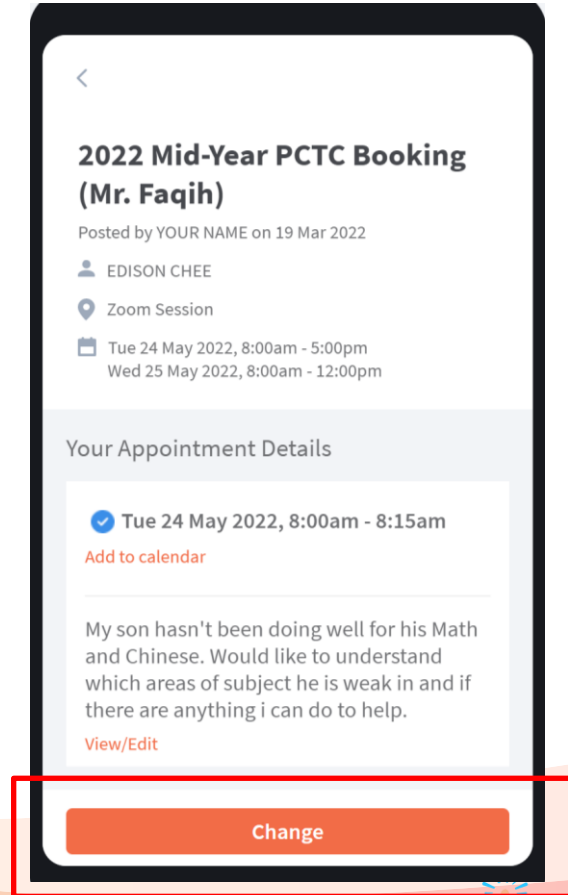 2022 Mid-Year PCTC Booking
(Mr. Faqih)
Posted by YOUR NAME on 19 Mar 2022
EDISON CHEE
Zoom Session
Tue 24 May 2022, 8:00am - 5:00pm
Wed 25 May 2022, 8:00am - 12:00pm
Your Appointment Details
Tue 24 May 2022, 8:00am - 8:15am
Add to calendar
My son hasn't been doing well for his Math
and Chinese. Would like to understand
which areas of subject he is weak in and if
there are anything i can do to help.
View/Edit
Change